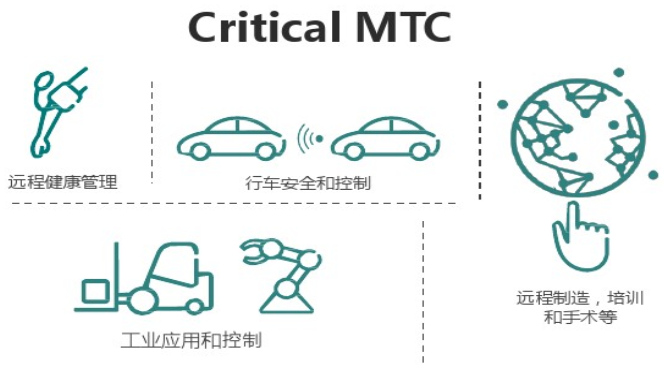 Critical MTC
远程健康管理
行车安全和控制
工业应用和控制
远程制造，培训
和手术等